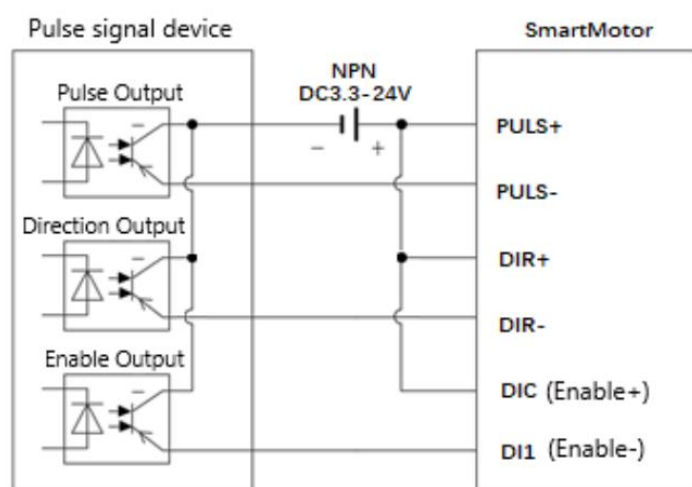 Pulse signal device
SmartMotor
NPN
DC3.3-24V
Pulse Output
PULS+
− +
PULS-
Direction Output
DIR+
DIR-
Enable Output
DIC (Enable+)
DI1 (Enable-)